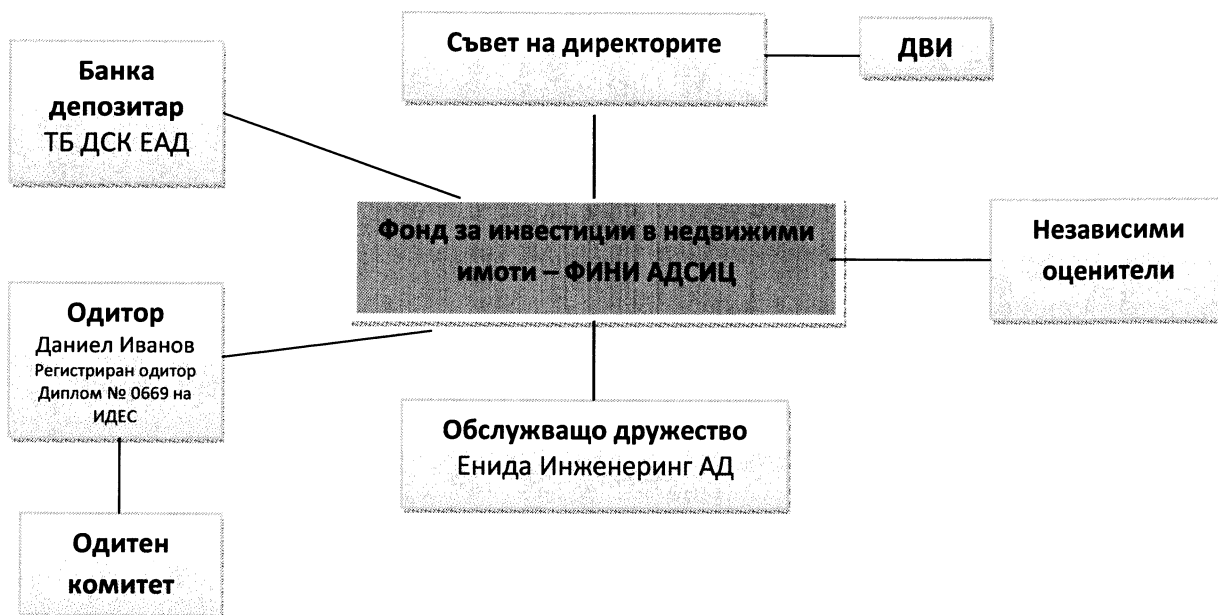 Съвет на директорите
ДВИ
Банка
депозитар
ТБ ДСК ЕАД
Фонд за инвестиции в недвижими
имоти – ФИНИ АДСИЦ
Независими
оценители
Одитор
Даниел Иванов
Регистриран одитор
Диплом № 0669 на
ИДЕС
Обслужващо дружество
Енида Инженеринг АД
Одитен
комитет